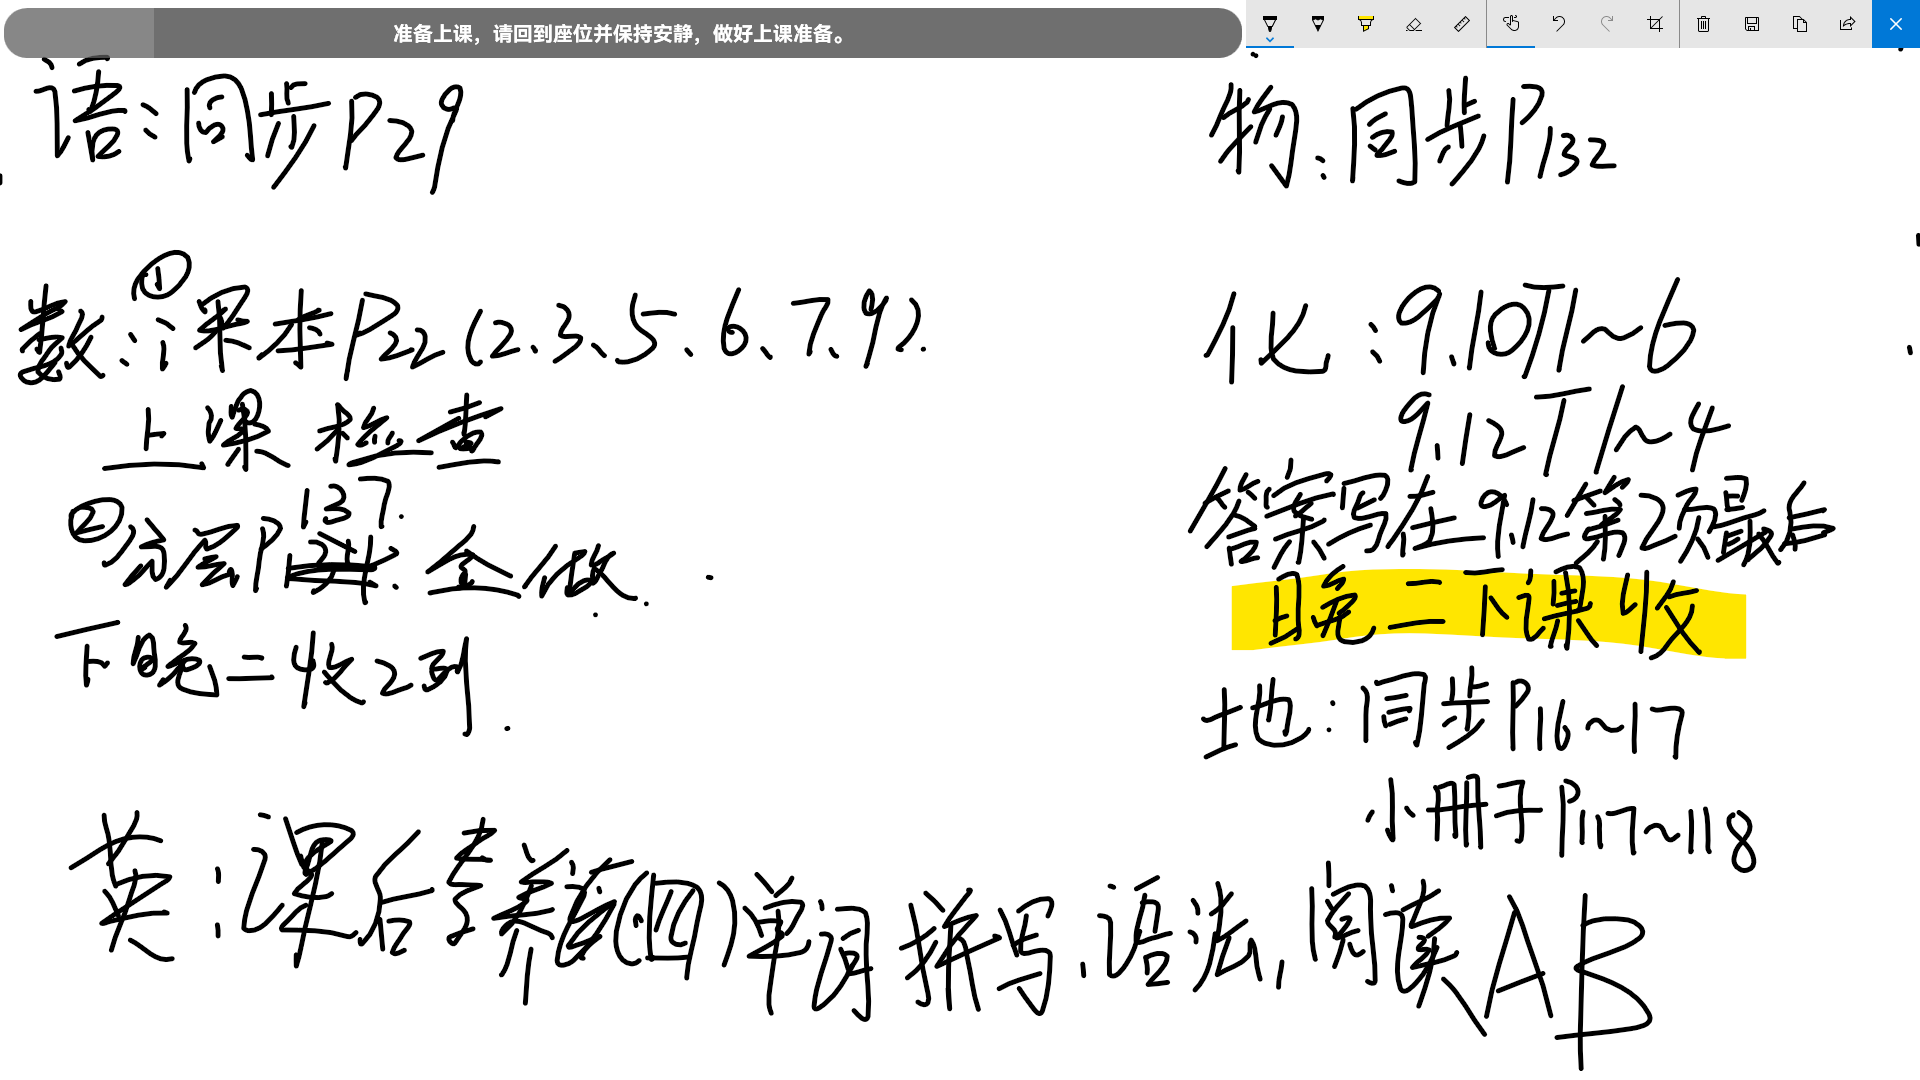 准备上课，请回到座位并保持安静，做好上课准备。
语：同步P29
数：①课本P22（2、3、5、6、7、9）.
上课检查
②分层P137. 全做.
下晚二收2列.
英：课后素养(四)单词拼写、语法，阅读AB
物：同步P132
化：9.10T1～6
9.12T1～4
答案写在9.12第2项最后
晚二下课收
地：同步P16～17
小册子P117～118